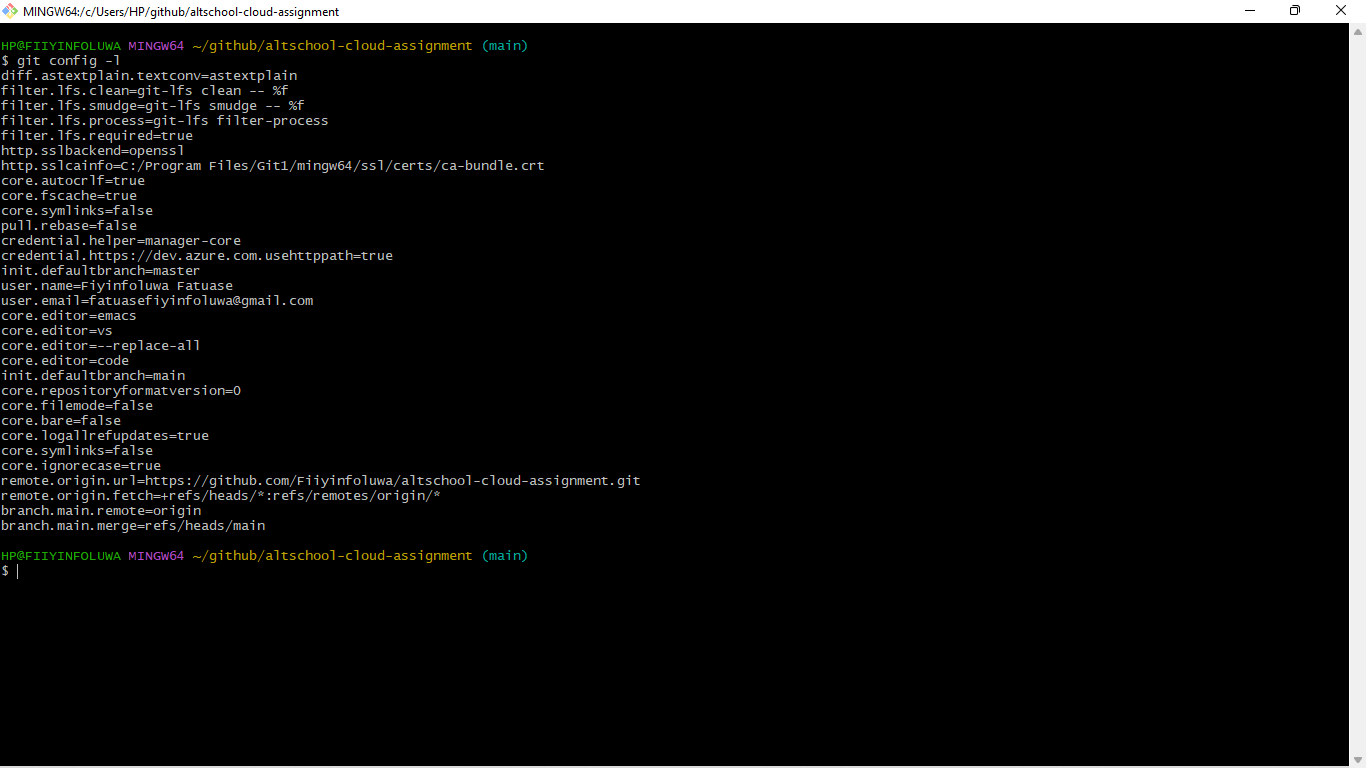 MINGW64:/c/Users/HP/github/altschool-cloud-assignment
HP@FIIYINFOLUWA MINGW64 ~/github/altschool-cloud-assignment (main)
$ git config -l
diff.astextplain.textconv=astextplain
filter.lfs.clean=git-lfs clean -- %f
filter.lfs.smudge=git-lfs smudge -- %f
filter.lfs.process=git-lfs filter-process
filter.lfs.required=true
http.sslbackend=openssl
http.sslcainfo=C:/Program Files/Git1/mingw64/ssl/certs/ca-bundle.crt
core.autocrlf=true
core.fscache=true
core.symlinks=false
pull.rebase=false
credential.helper=manager-core
credential.https://dev.azure.com.usehttppath=true
init.defaultbranch=master
user.name=Fiyinfoluwa Fatuase
user.email=fatuasefiyinfoluwa@gmail.com
core.editor=emacs
core.editor=vs
core.editor=--replace-all
core.editor=code
init.defaultbranch=main
core.repositoryformatversion=0
core.filemode=false
core.bare=false
core.logallrefupdates=true
core.symlinks=false
core.ignorecase=true
remote.origin.url=https://github.com/Fiiyinfoluwa/altschool-cloud-assignment.git
remote.origin.fetch=+refs/heads/*:refs/remotes/origin/*
branch.main.remote=origin
branch.main.merge=refs/heads/main
HP@FIIYINFOLUWA MINGW64 ~/github/altschool-cloud-assignment (main)
$